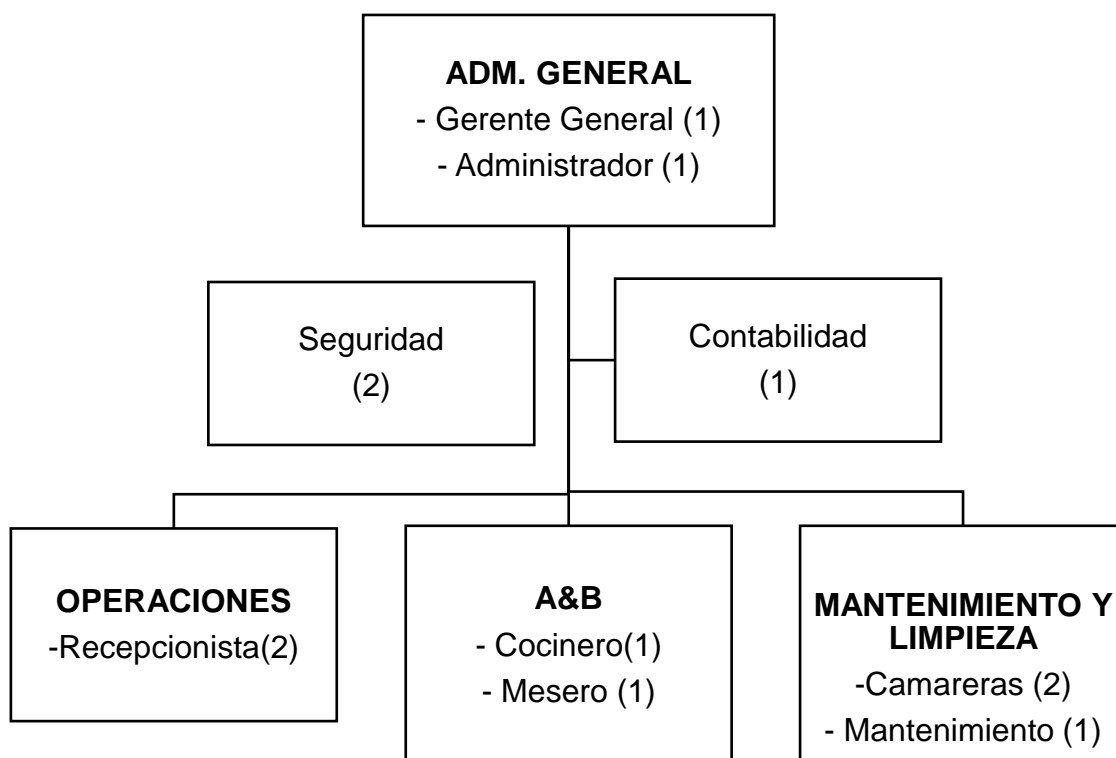 ADM. GENERAL
- Gerente General (1)
- Administrador (1)
Seguridad
(2)
Contabilidad
(1)
OPERACIONES
-Recepcionista(2)
A&B
- Cocinero(1)
- Mesero (1)
MANTENIMIENTO Y
LIMPIEZA
-Camareras (2)
- Mantenimiento (1)